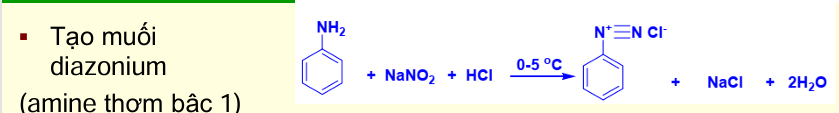 ▪ Tạo muối
diazonium
(amine thơm bậc 1)
NH₂
+ NaNO₂ + HCl
0-5 °C
N⁺≡N Cl⁻
+ NaCl + 2H₂O